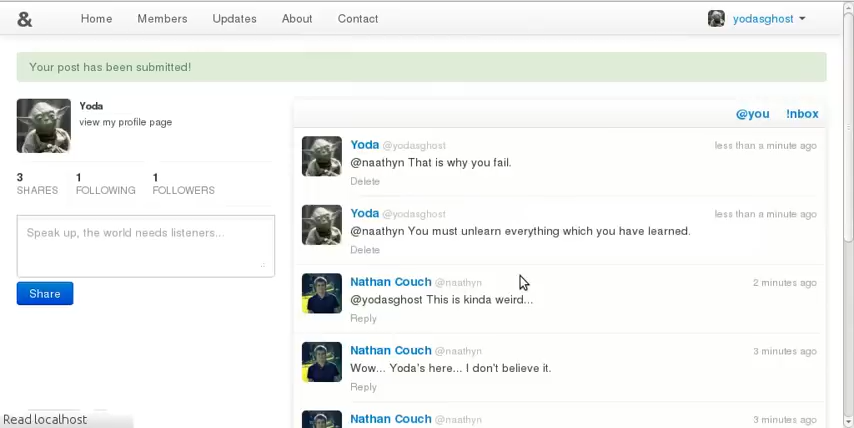 &
Home Members Updates About Contact
yodasghost
Your post has been submitted!
Yoda
view my profile page
3 1 1
SHARES FOLLOWING FOLLOWERS
Speak up, the world needs listeners...
Share
@you !nbox
Yoda @yodasghost less than a minute ago
@naathyn That is why you fail.
Delete
Yoda @yodasghost less than a minute ago
@naathyn You must unlearn everything which you have learned.
Delete
Nathan Couch @naathyn 2 minutes ago
@yodasghost This is kinda weird...
Reply
Nathan Couch @naathyn 3 minutes ago
Wow... Yoda's here... I don't believe it.
Reply
Nathan Couch @naathyn 3 minutes ago
Read localhost